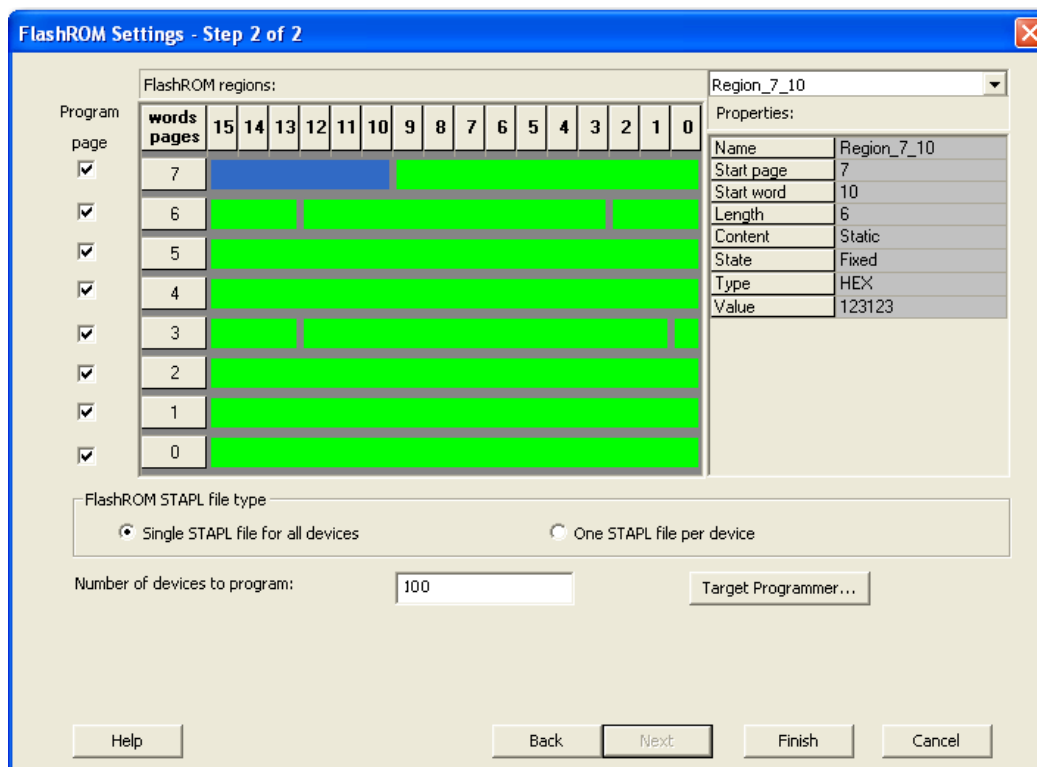 FlashROM Settings - Step 2 of 2
FlashROM regions:
Region_7_10
Program page
words pages 15 14 13 12 11 10 9 8 7 6 5 4 3 2 1 0
7
6
5
4
3
2
1
0
Properties:
Name Region_7_10
Start page 7
Start word 10
Length 6
Content Static
State Fixed
Type HEX
Value 123123
FlashROM STAPL file type
Single STAPL file for all devices One STAPL file per device
Number of devices to program: 100 Target Programmer...
Help Back Next Finish Cancel